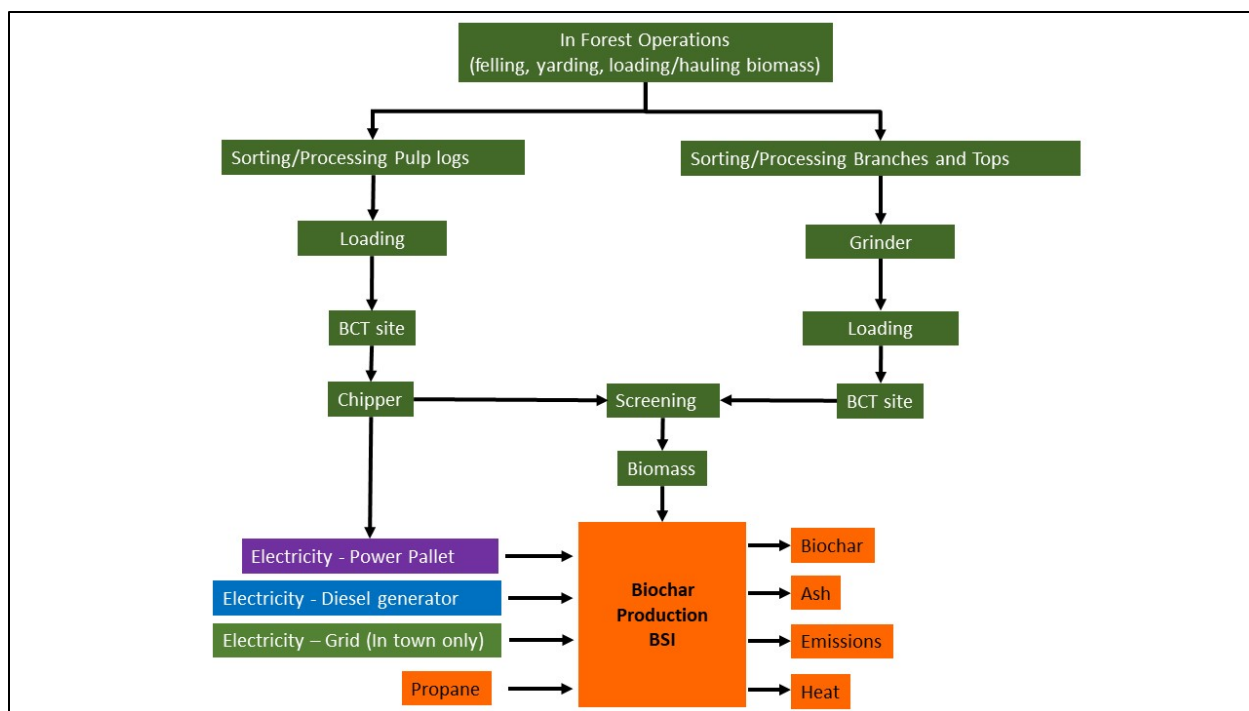 In Forest Operations
(felling, yarding, loading/hauling biomass)
Sorting/Processing Pulp logs
Sorting/Processing Branches and Tops
Loading
Grinder
BCT site
Loading
Chipper
Screening
BCT site
Biomass
Electricity - Power Pallet
Electricity - Diesel generator
Electricity – Grid (In town only)
Propane
Biochar
Production
BSI
Biochar
Ash
Emissions
Heat